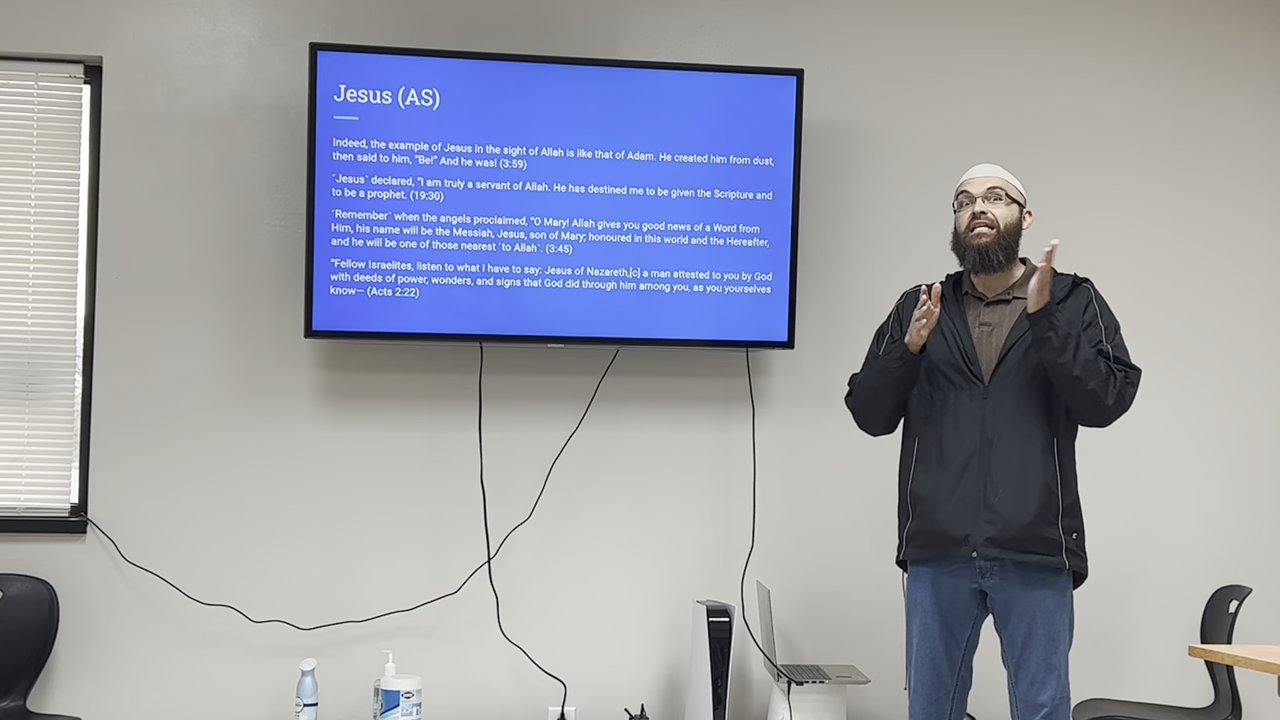 Jesus (AS)
Indeed, the example of Jesus in the sight of Allah is like that of Adam. He created him from dust,
then said to him, "Be!" And he was! (3:59)
˹Jesus˺ declared, "I am truly a servant of Allah. He has destined me to be given the Scripture and
to be a prophet. (19:30)
˹Remember˺ when the angels proclaimed, "O Mary! Allah gives you good news of a Word from
Him, his name will be the Messiah, Jesus, son of Mary; honoured in this world and the Hereafter,
and he will be one of those nearest ˹to Allah˺. (3:45)
"Fellow Israelites, listen to what I have to say: Jesus of Nazareth,[c] a man attested to you by God
with deeds of power, wonders, and signs that God did through him among you, as you yourselves
know— (Acts 2:22)
CLOROX